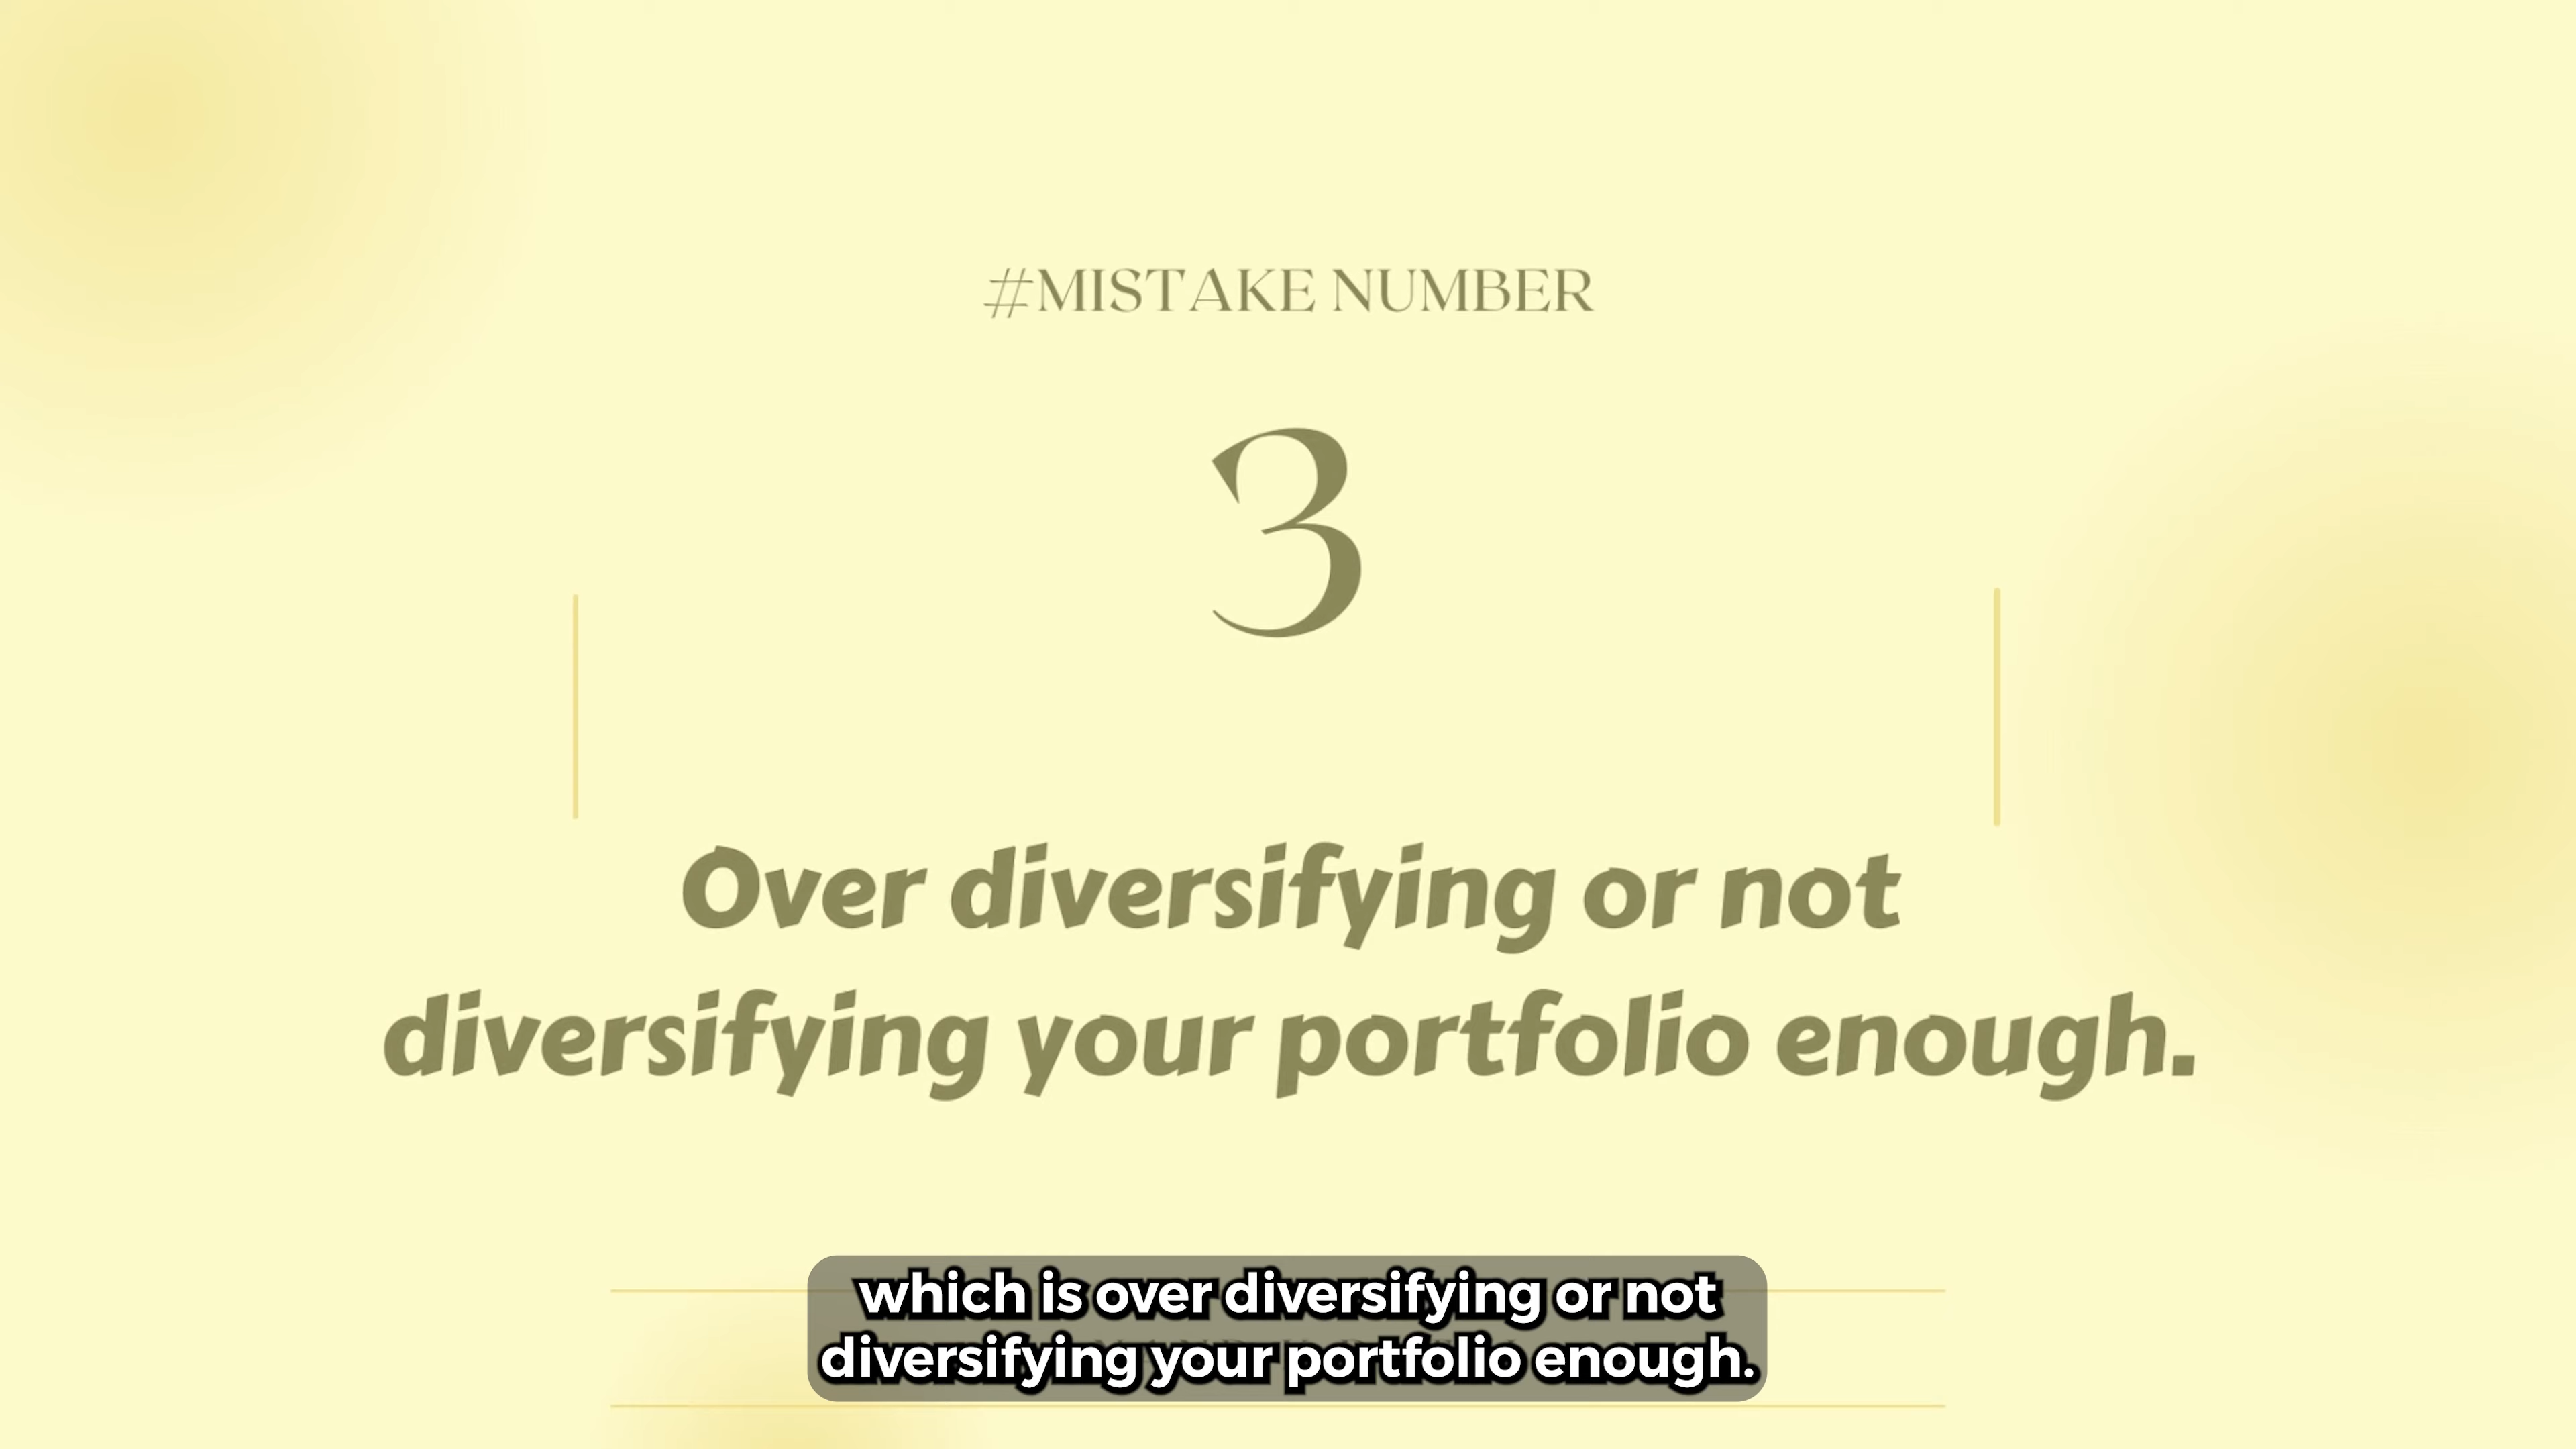 #MISTAKE NUMBER
3
Over diversifying or not
diversifying your portfolio enough.
which is over diversifying or not
diversifying your portfolio enough.